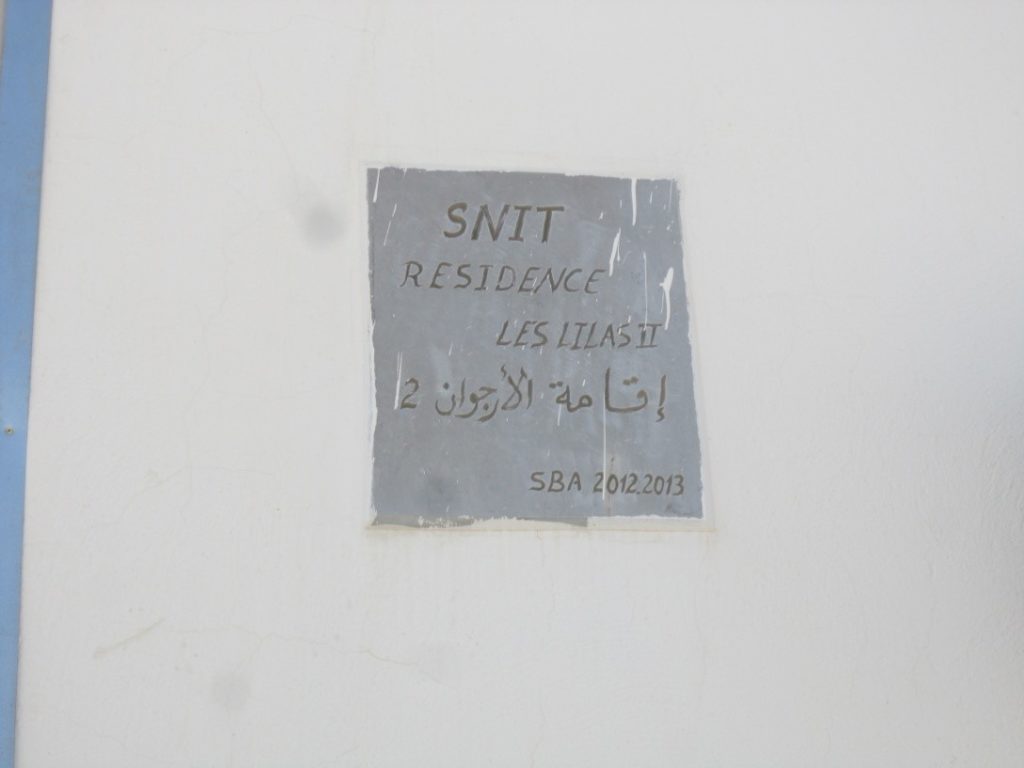 SNIT
RESIDENCE
LES LILAS II
إقامة الأرجوان 2
SBA 2012.2013